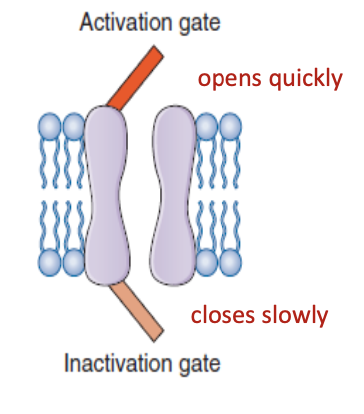 Activation gate
opens quickly
closes slowly
Inactivation gate